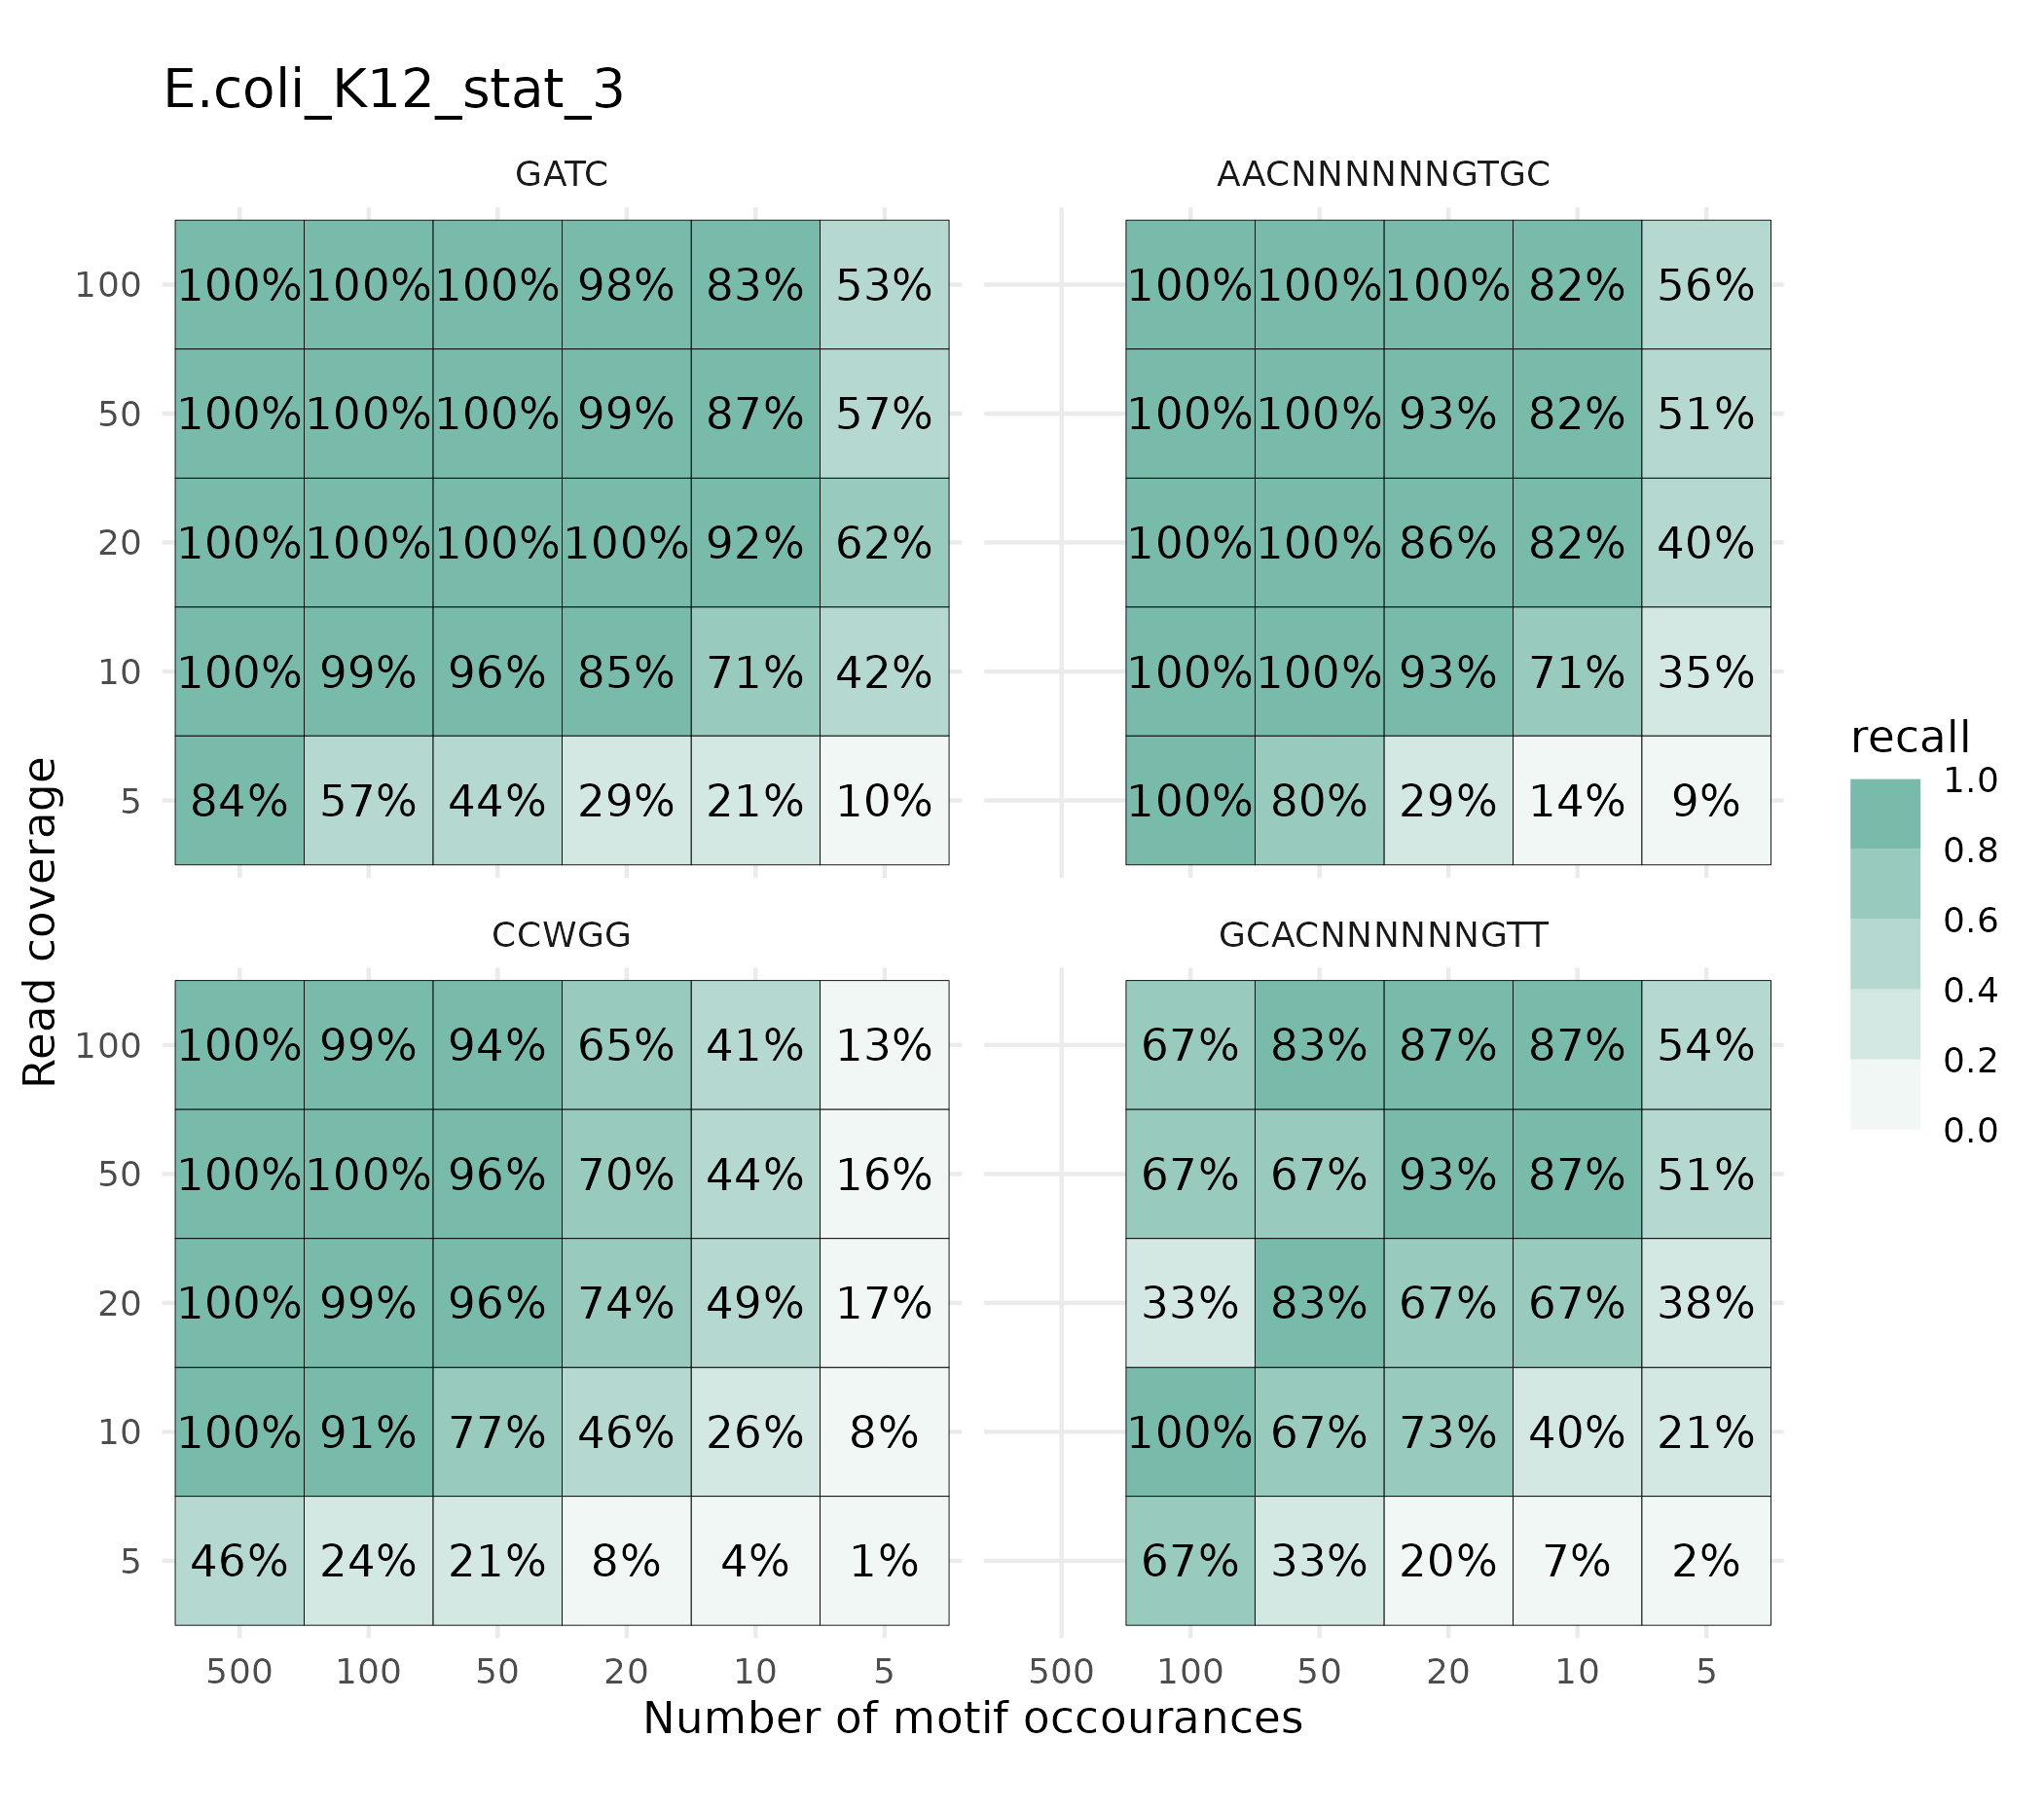 E.coli_K12_stat_3
GATC
AACNNNNNNGTGC
100
100% 100% 100% 98% 83% 53%
100% 100% 100% 82% 56%
50
100% 100% 100% 99% 87% 57%
100% 100% 93% 82% 51%
20
100% 100% 100% 100% 92% 62%
100% 100% 86% 82% 40%
10
100% 99% 96% 85% 71% 42%
100% 100% 93% 71% 35%
5
84% 57% 44% 29% 21% 10%
100% 80% 29% 14% 9%
CCWGG
GCACNNNNNNGTT
100
100% 99% 94% 65% 41% 13%
67% 83% 87% 87% 54%
50
100% 100% 96% 70% 44% 16%
67% 67% 93% 87% 51%
20
100% 99% 96% 74% 49% 17%
33% 83% 67% 67% 38%
10
100% 91% 77% 46% 26% 8%
100% 67% 73% 40% 21%
5
46% 24% 21% 8% 4% 1%
67% 33% 20% 7% 2%
500 100 50 20 10 5
500 100 50 20 10 5
Number of motif occourances
Read coverage
recall
1.0
0.8
0.6
0.4
0.2
0.0